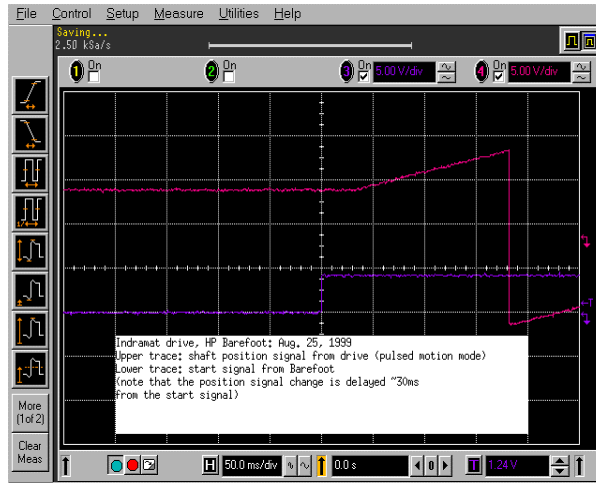 File Control Setup Measure Utilities Help
Saving...
2.50 kSa/s
1 On 2 On 3 On 5.00 V/div 4 On 5.00 V/div
Indramat drive, HP Barefoot: Aug. 25, 1999
Upper trace: shaft position signal from drive (pulsed motion mode)
Lower trace: start signal from Barefoot
(note that the position signal change is delayed ~30ms
from the start signal)
T
More
(1 of 2)
Clear
Meas
H 50.0 ms/div 0.0 s 0 T 1.24 V